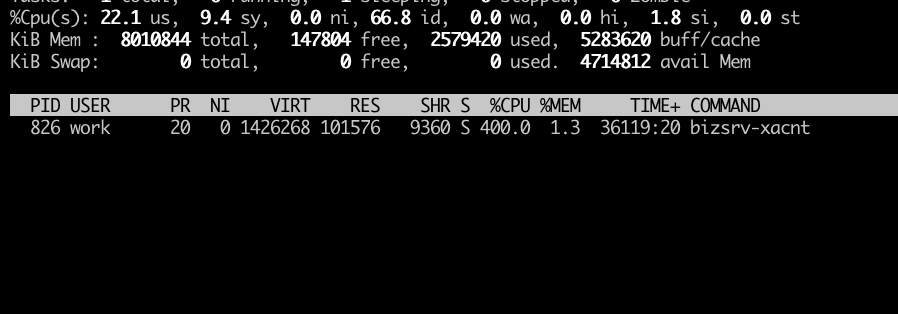 %Cpu(s): 22.1 us,  9.4 sy,  0.0 ni, 66.8 id,  0.0 wa,  0.0 hi,  1.8 si,  0.0 st
KiB Mem :  8010844 total,   147804 free,  2579420 used,  5283620 buff/cache
KiB Swap:        0 total,        0 free,        0 used.  4714812 avail Mem
  PID USER      PR  NI    VIRT    RES    SHR S  %CPU %MEM     TIME+ COMMAND
  826 work      20   0 1426268 101576   9360 S 400.0  1.3  36119:20 bizsrv-xacnt